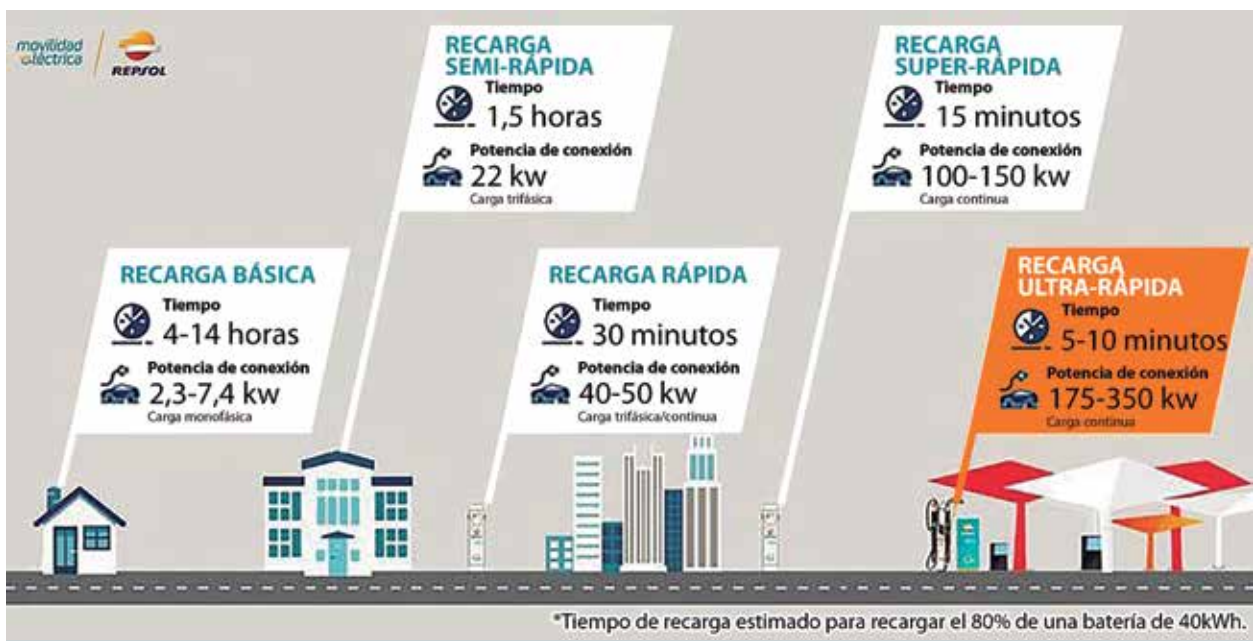 movilidad
eléctrica
REPSOL
RECARGA
SEMI-RÁPIDA
Tiempo
1,5 horas
Potencia de conexión
22 kw
Carga trifásica
RECARGA
SUPER-RÁPIDA
Tiempo
15 minutos
Potencia de conexión
100-150 kw
Carga continua
RECARGA BÁSICA
Tiempo
4-14 horas
Potencia de conexión
2,3-7,4 kw
Carga monofásica
RECARGA RÁPIDA
Tiempo
30 minutos
Potencia de conexión
40-50 kw
Carga trifásica/continua
RECARGA
ULTRA-RÁPIDA
Tiempo
5-10 minutos
Potencia de conexión
175-350 kw
Carga continua
*Tiempo de recarga estimado para recargar el 80% de una batería de 40kWh.